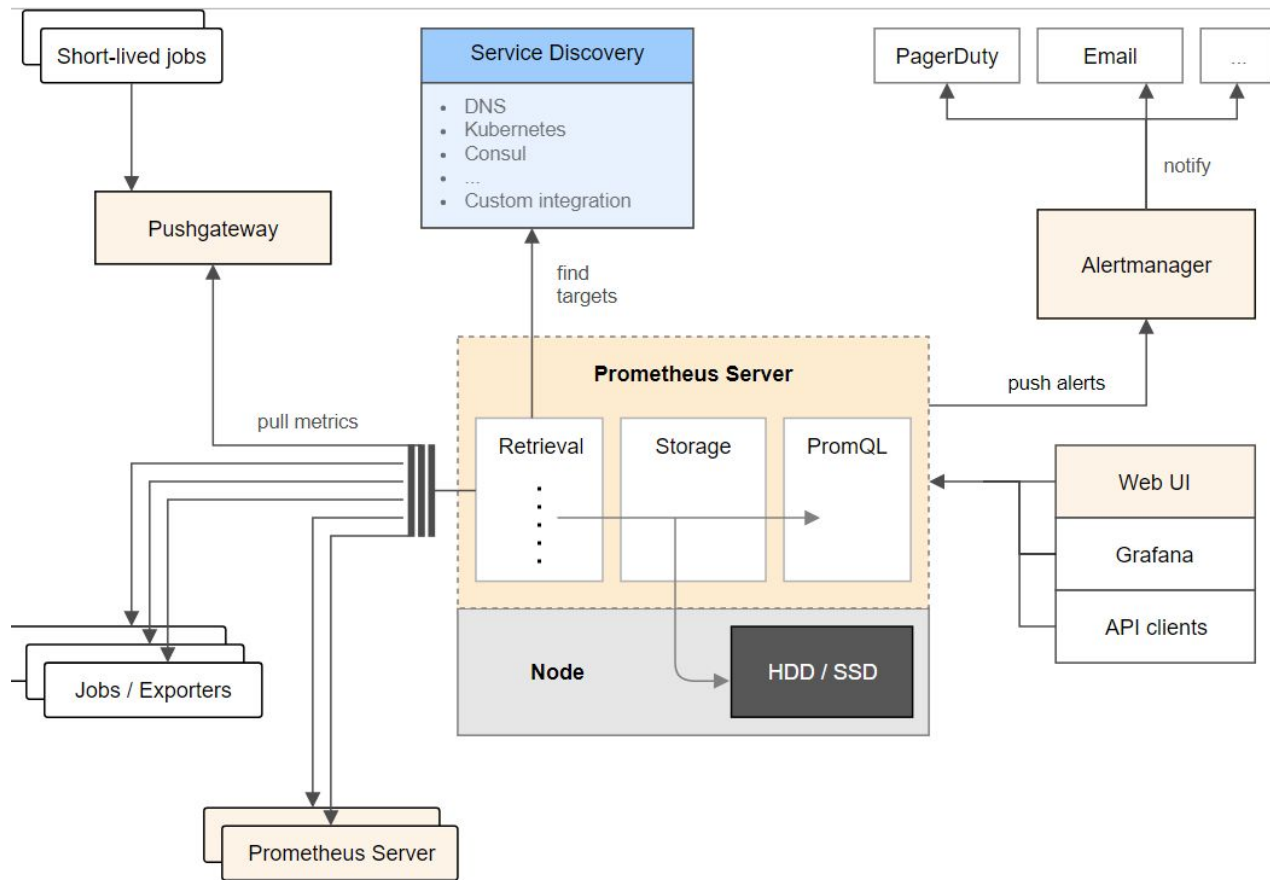 Short-lived jobs
Service Discovery
• DNS
• Kubernetes
• Consul
• ...
• Custom integration
PagerDuty
Email
...
notify
Pushgateway
Alertmanager
find
targets
Prometheus Server
push alerts
pull metrics
Retrieval
Storage
PromQL
Web UI
Grafana
API clients
Node
HDD / SSD
Jobs / Exporters
Prometheus Server